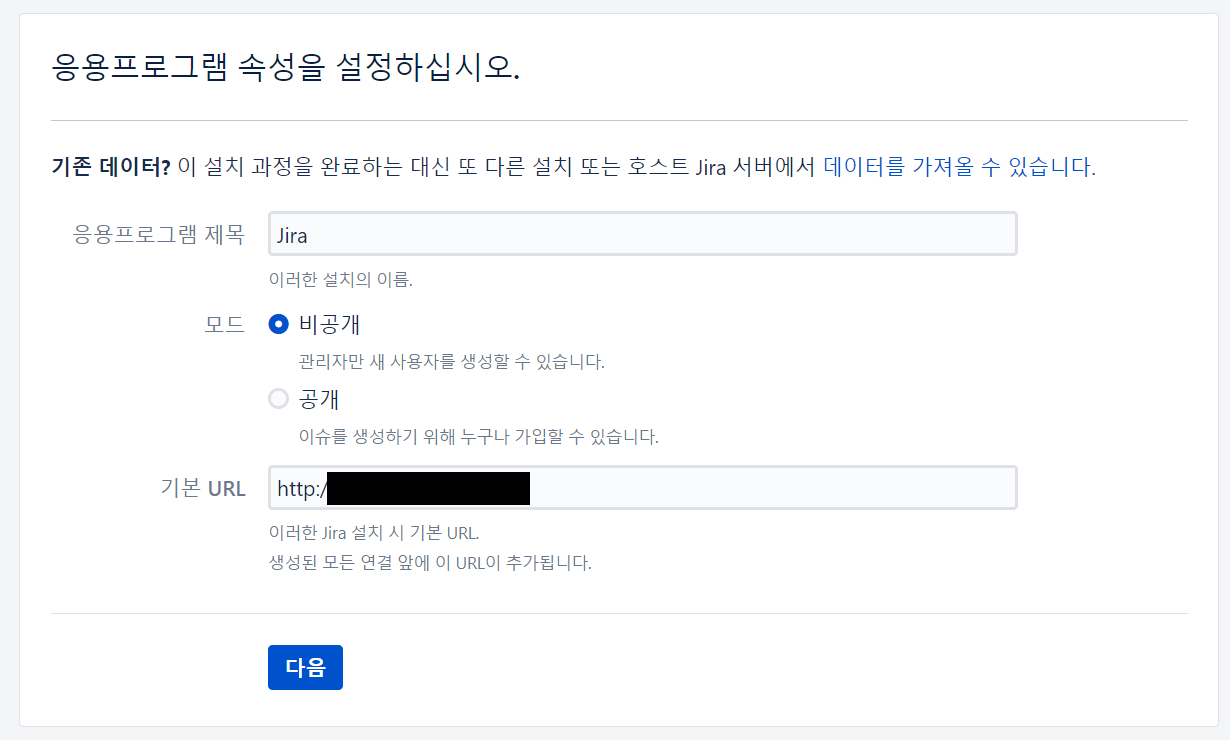 응용프로그램 속성을 설정하십시오.
기존 데이터? 이 설치 과정을 완료하는 대신 또 다른 설치 또는 호스트 Jira 서버에서 데이터를 가져올 수 있습니다.
응용프로그램 제목 Jira
이러한 설치의 이름.
모드 비공개
관리자만 새 사용자를 생성할 수 있습니다.
공개
이슈를 생성하기 위해 누구나 가입할 수 있습니다.
기본 URL http:/
이러한 Jira 설치 시 기본 URL.
생성된 모든 연결 앞에 이 URL이 추가됩니다.
다음